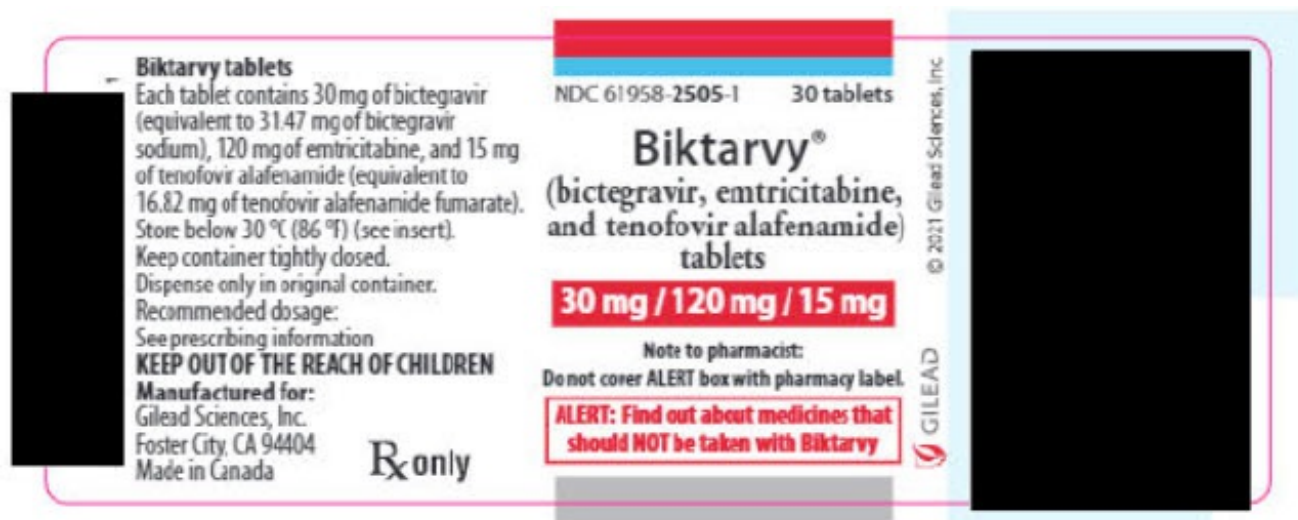 Biktarvy tablets
Each tablet contains 30 mg of bictegravir
(equivalent to 31.47 mg of bictegravir
sodium), 120 mg of emtricitabine, and 15 mg
of tenofovir alafenamide (equivalent to
16.82 mg of tenofovir alafenamide fumarate).
Store below 30 °C (86 °F) (see insert).
Keep container tightly closed.
Dispense only in original container.
Recommended dosage:
See prescribing information
KEEP OUT OF THE REACH OF CHILDREN
Manufactured for:
Gilead Sciences, Inc.
Foster City, CA 94404
Made in Canada
Rx only
NDC 61958-2505-1 30 tablets
Biktarvy®
(bictegravir, emtricitabine,
and tenofovir alafenamide)
tablets
30 mg / 120 mg / 15 mg
Note to pharmacist:
Do not cover ALERT box with pharmacy label.
ALERT: Find out about medicines that
should NOT be taken with Biktarvy
© 2021 Gilead Sciences, Inc.
GILEAD